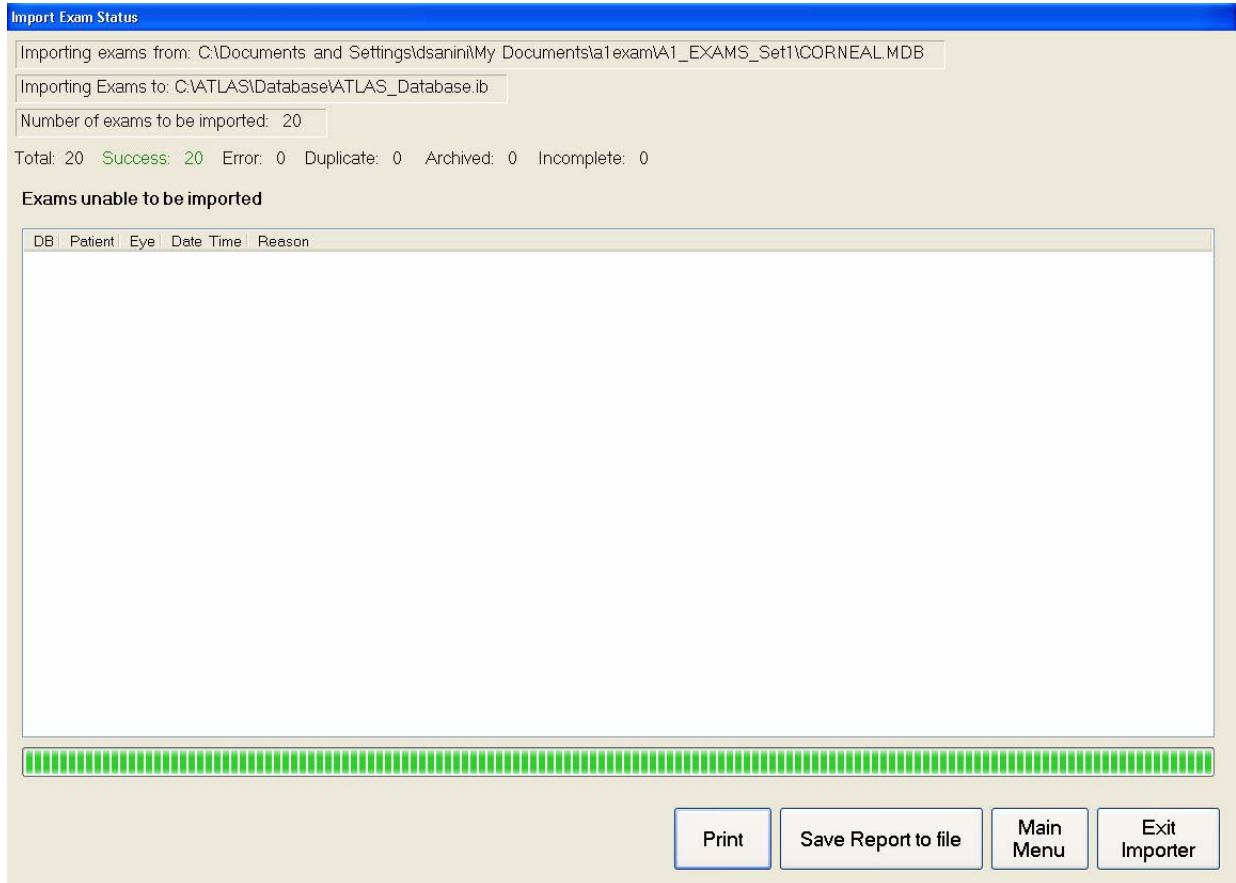 Import Exam Status
Importing exams from: C:\Documents and Settings\dsanini\My Documents\a1exam\A1_EXAMS_Set1\CORNEAL.MDB
Importing Exams to: C:\ATLAS\Database\ATLAS_Database.ib
Number of exams to be imported: 20
Total: 20 Success: 20 Error: 0 Duplicate: 0 Archived: 0 Incomplete: 0
Exams unable to be imported
DB Patient Eye Date Time Reason
Print Save Report to file Main Menu Exit Importer